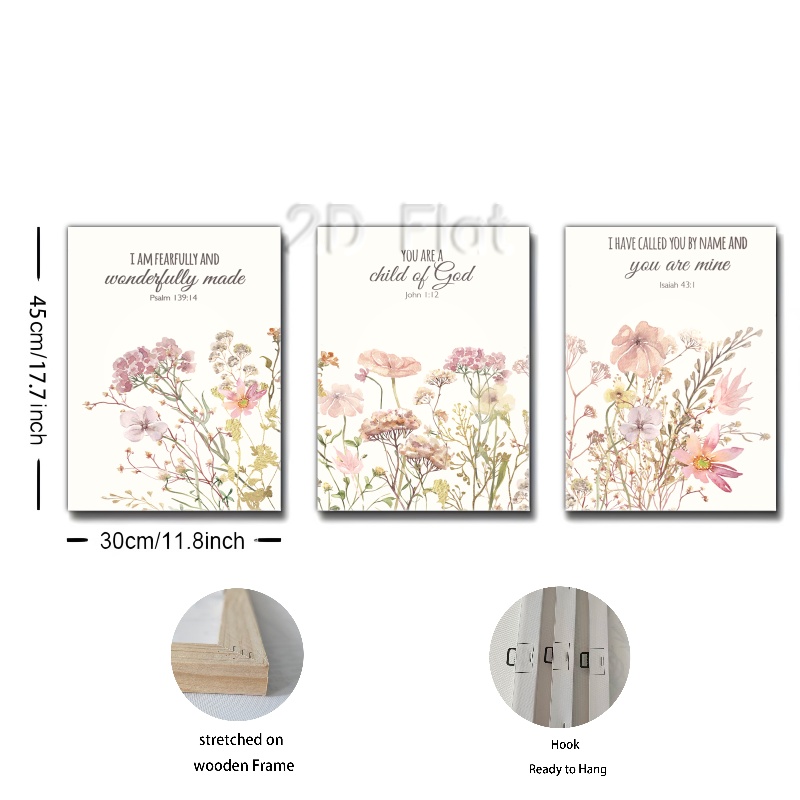 2D Flat
I AM FEARFULLY AND
wonderfully made
Psalm 139:14
YOU ARE A
child of God
John 1:12
I HAVE CALLED YOU BY NAME AND
you are mine
Isaiah 43:1
45cm/17.7inch
30cm/11.8inch
stretched on
wooden Frame
Hook
Ready to Hang